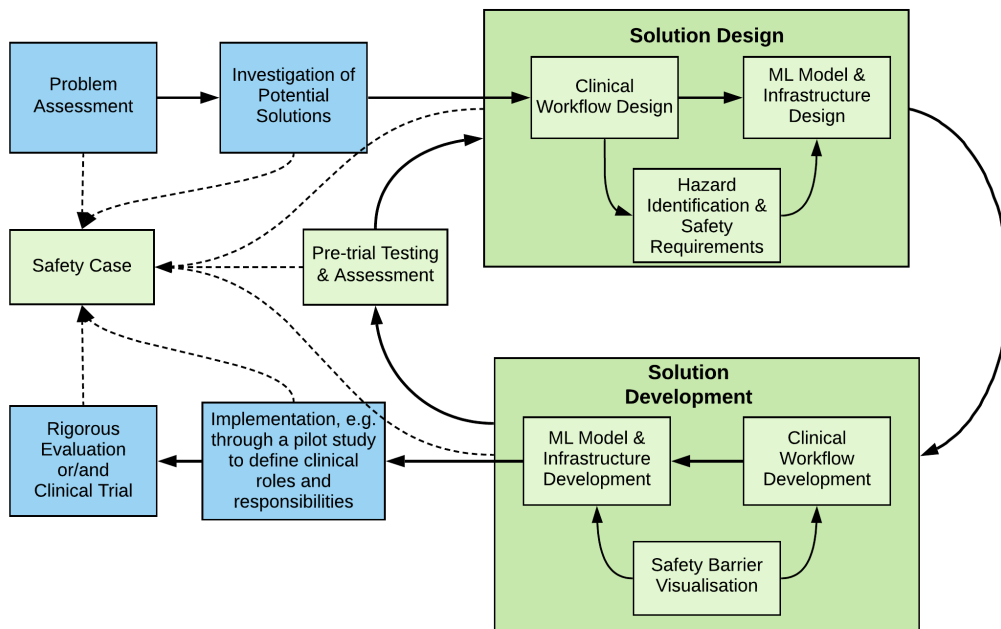 Problem
Assessment
Investigation of
Potential
Solutions
Solution Design
Clinical
Workflow Design
ML Model &
Infrastructure
Design
Hazard
Identification &
Safety
Requirements
Safety Case
Pre-trial Testing
& Assessment
Solution
Development
Rigorous
Evaluation
or/and
Clinical Trial
Implementation, e.g.
through a pilot study
to define clinical
roles and
responsibilities
ML Model &
Infrastructure
Development
Clinical
Workflow
Development
Safety Barrier
Visualisation